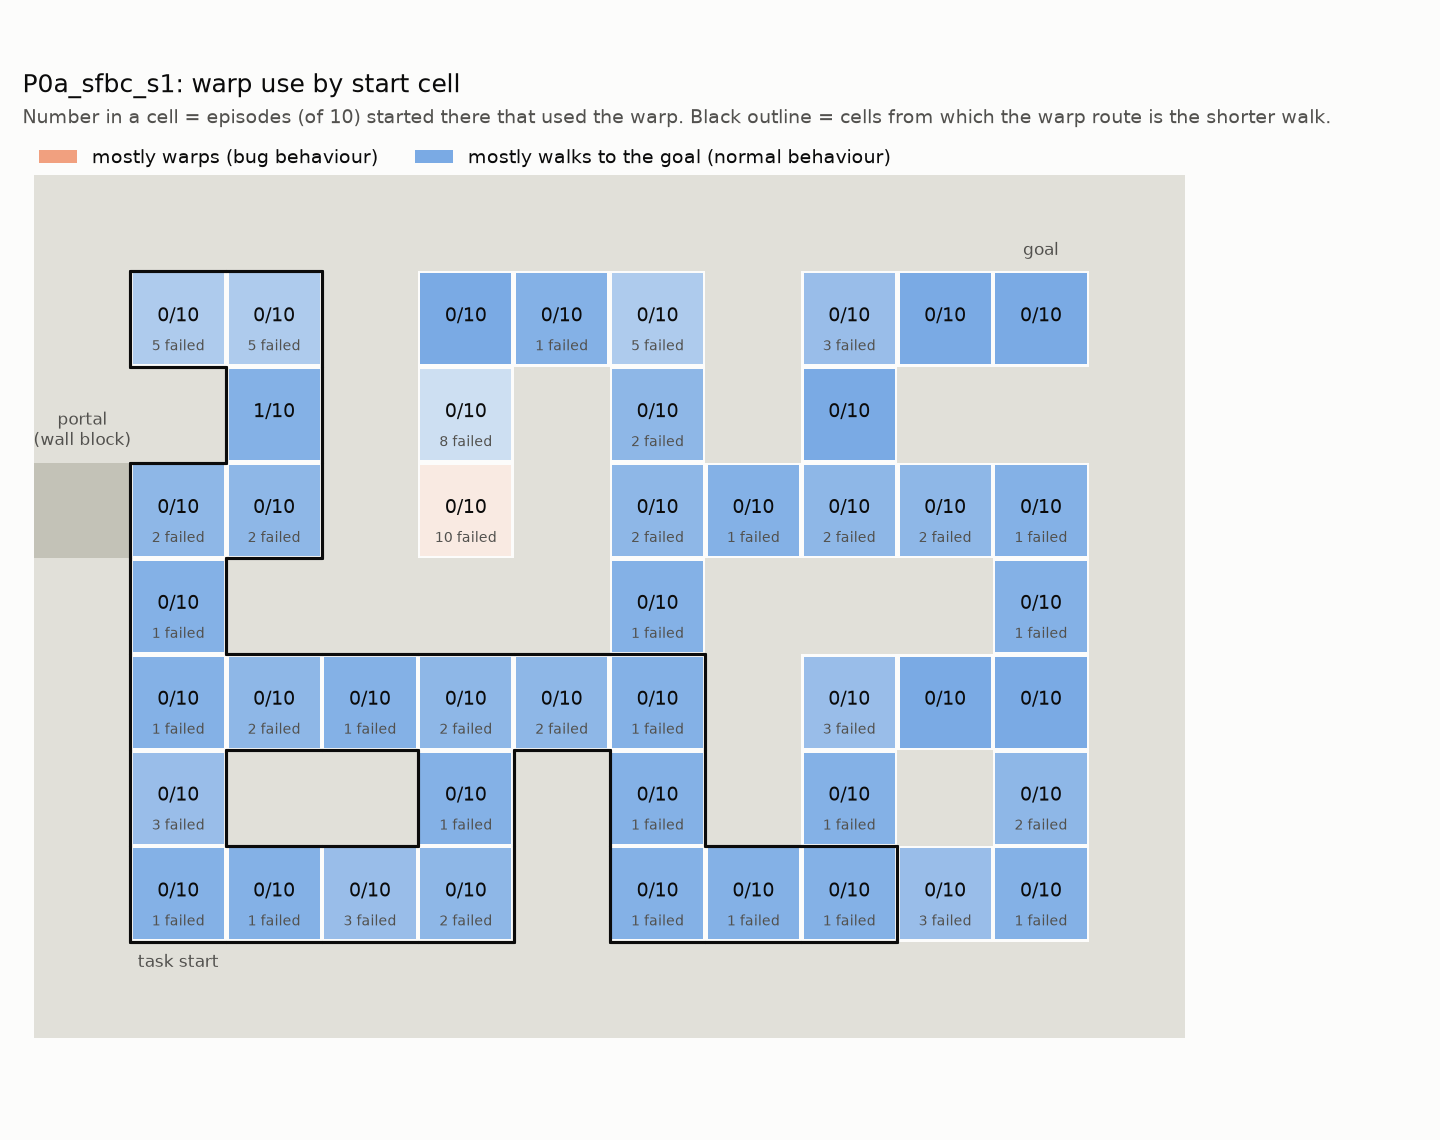 P0a_sfbc_s1: warp use by start cell
Number in a cell = episodes (of 10) started there that used the warp. Black outline = cells from which the warp route is the shorter walk.
mostly warps (bug behaviour) mostly walks to the goal (normal behaviour)
goal
0/10 0/10 0/10 0/10 0/10 0/10 0/10 0/10
5 failed 5 failed 1 failed 5 failed 3 failed
1/10 0/10 0/10 0/10
portal
(wall block)
8 failed 2 failed
0/10 0/10 0/10 0/10 0/10 0/10 0/10 0/10
2 failed 2 failed 10 failed 2 failed 1 failed 2 failed 2 failed 1 failed
0/10 0/10 0/10
1 failed 1 failed 1 failed
0/10 0/10 0/10 0/10 0/10 0/10 0/10 0/10 0/10
1 failed 2 failed 1 failed 2 failed 2 failed 1 failed 3 failed
0/10 0/10 0/10 0/10 0/10
3 failed 1 failed 1 failed 1 failed 2 failed
0/10 0/10 0/10 0/10 0/10 0/10 0/10 0/10 0/10
1 failed 1 failed 3 failed 2 failed 1 failed 1 failed 1 failed 3 failed 1 failed
task start